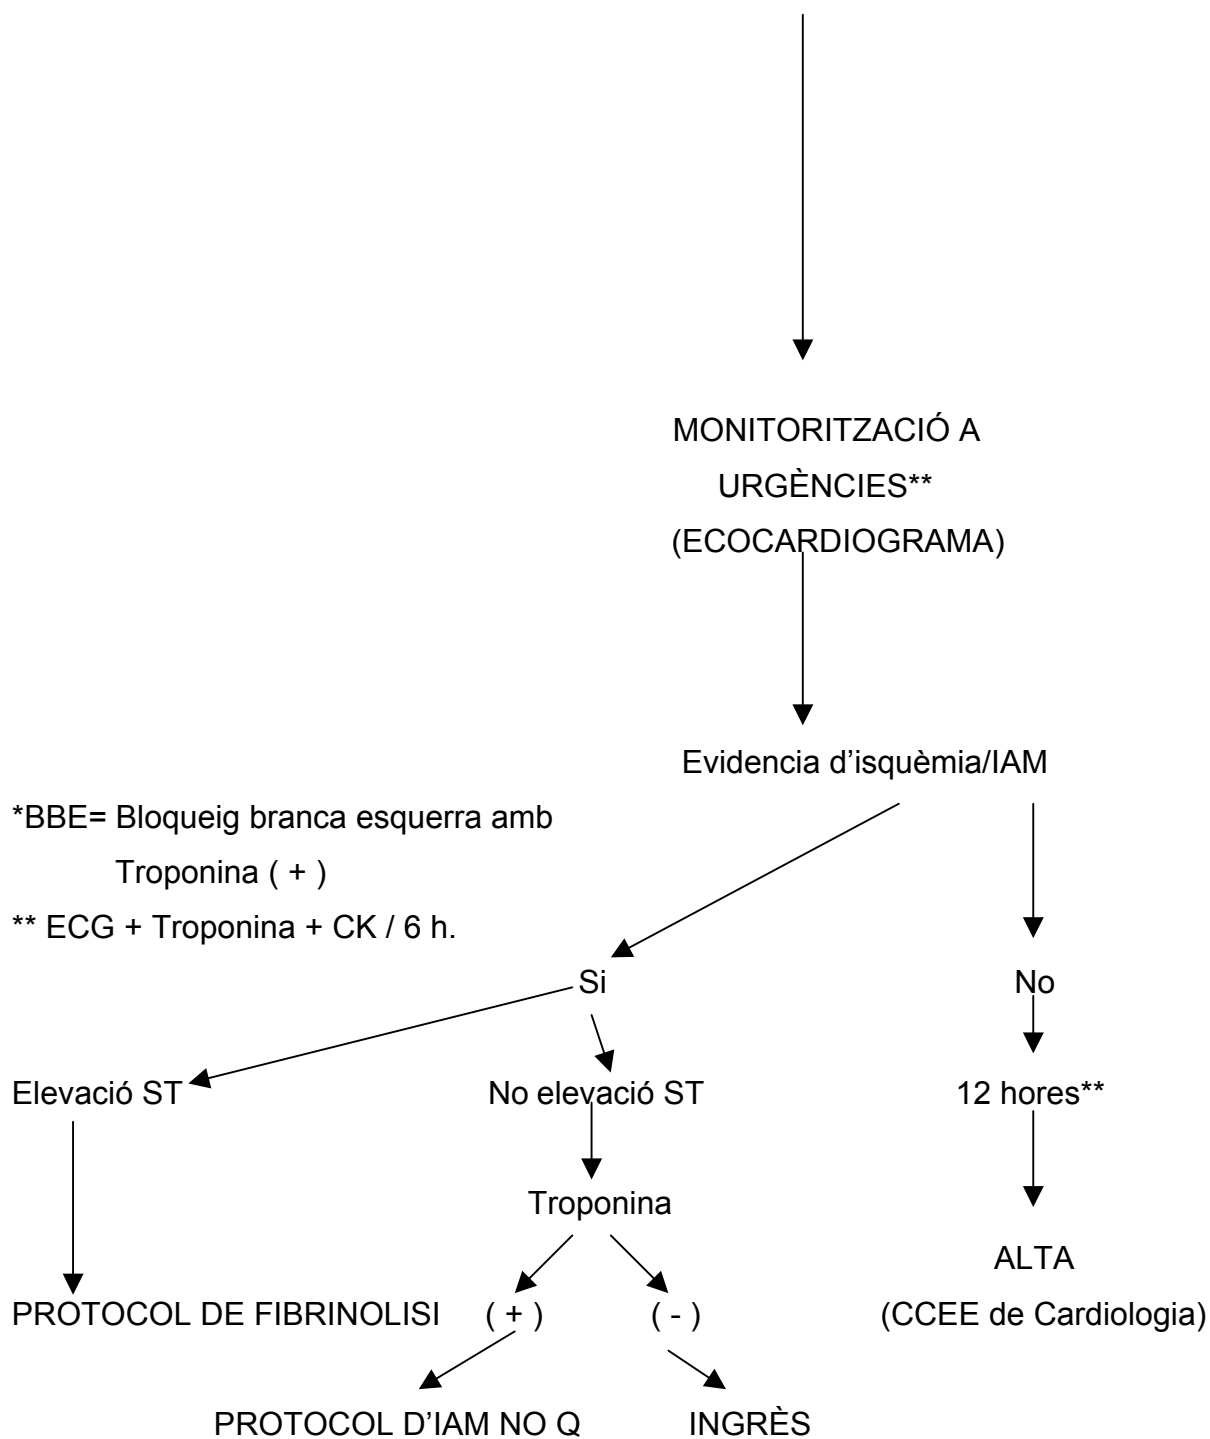 MONITORITZACIÓ A
URGÈNCIES**
(ECOCARDIOGRAMA)
Evidencia d’isquèmia/IAM
*BBE= Bloqueig branca esquerra amb
Troponina ( + )
** ECG + Troponina + CK / 6 h.
Si
No
Elevació ST
No elevació ST
12 hores**
Troponina
ALTA
PROTOCOL DE FIBRINOLISI
( + )
( - )
(CCEE de Cardiologia)
PROTOCOL D’IAM NO Q
INGRÈS